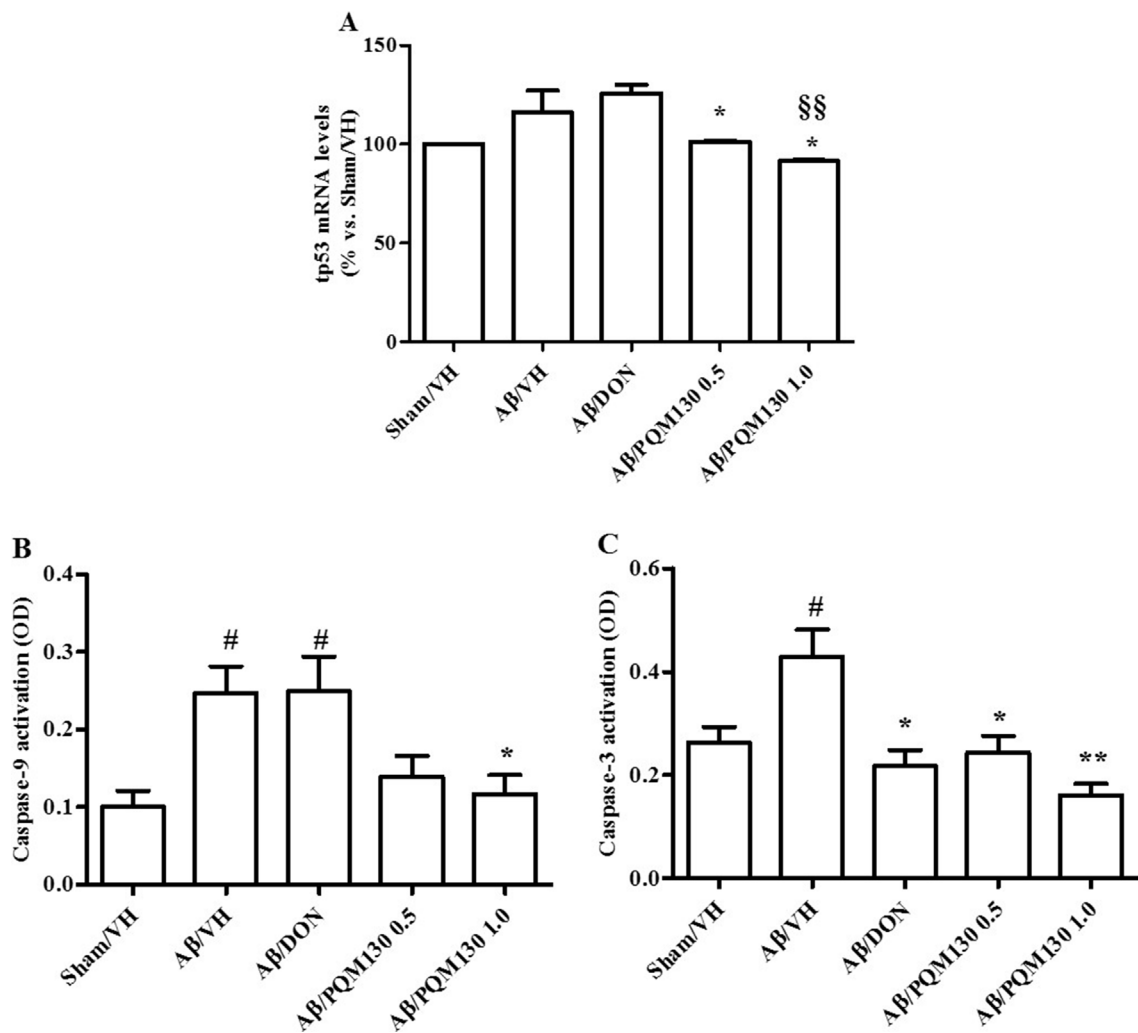 A
tp53 mRNA levels
(% vs. Sham/VH)
150
100
50
0
*
§§
*
Sham/VH
Aβ/VH
Aβ/DON
Aβ/PQM130 0.5
Aβ/PQM130 1.0
B
Caspase-9 activation (OD)
0.4
0.3
0.2
0.1
0.0
#
#
*
Sham/VH
Aβ/VH
Aβ/DON
Aβ/PQM130 0.5
Aβ/PQM130 1.0
C
Caspase-3 activation (OD)
0.6
0.4
0.2
0.0
#
*
*
**
Sham/VH
Aβ/VH
Aβ/DON
Aβ/PQM130 0.5
Aβ/PQM130 1.0